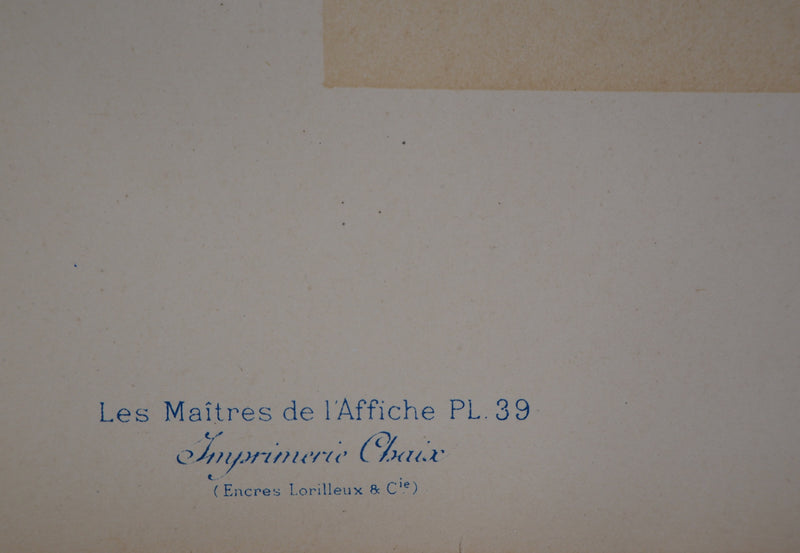 Les Maîtres de l'Affiche PL. 39
Imprimerie Chaix
(Encres Lorilleux & Cie)